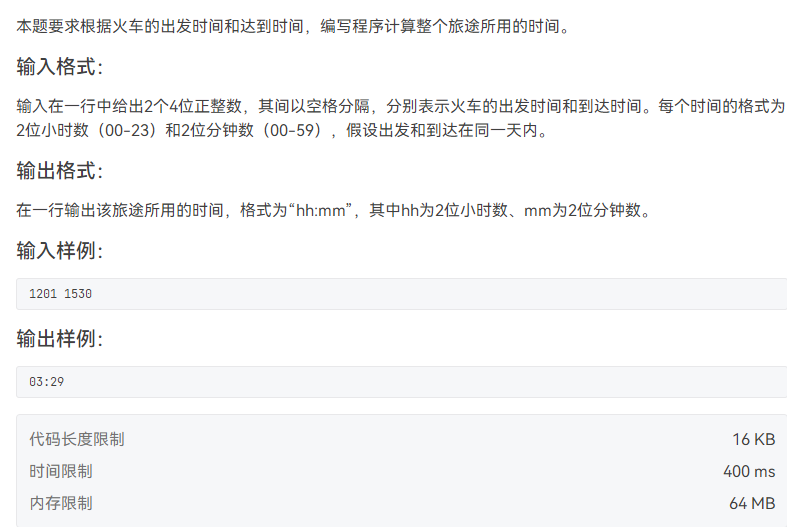 本题要求根据火车的出发时间和达到时间，编写程序计算整个旅途所用的时间。
输入格式：
输入在一行中给出2个4位正整数，其间以空格分隔，分别表示火车的出发时间和到达时间。每个时间的格式为
2位小时数（00-23）和2位分钟数（00-59），假设出发和到达在同一天内。
输出格式：
在一行输出该旅途所用的时间，格式为“hh:mm”，其中hh为2位小时数、mm为2位分钟数。
输入样例：
1201 1530
输出样例：
03:29
代码长度限制 16 KB
时间限制 400 ms
内存限制 64 MB